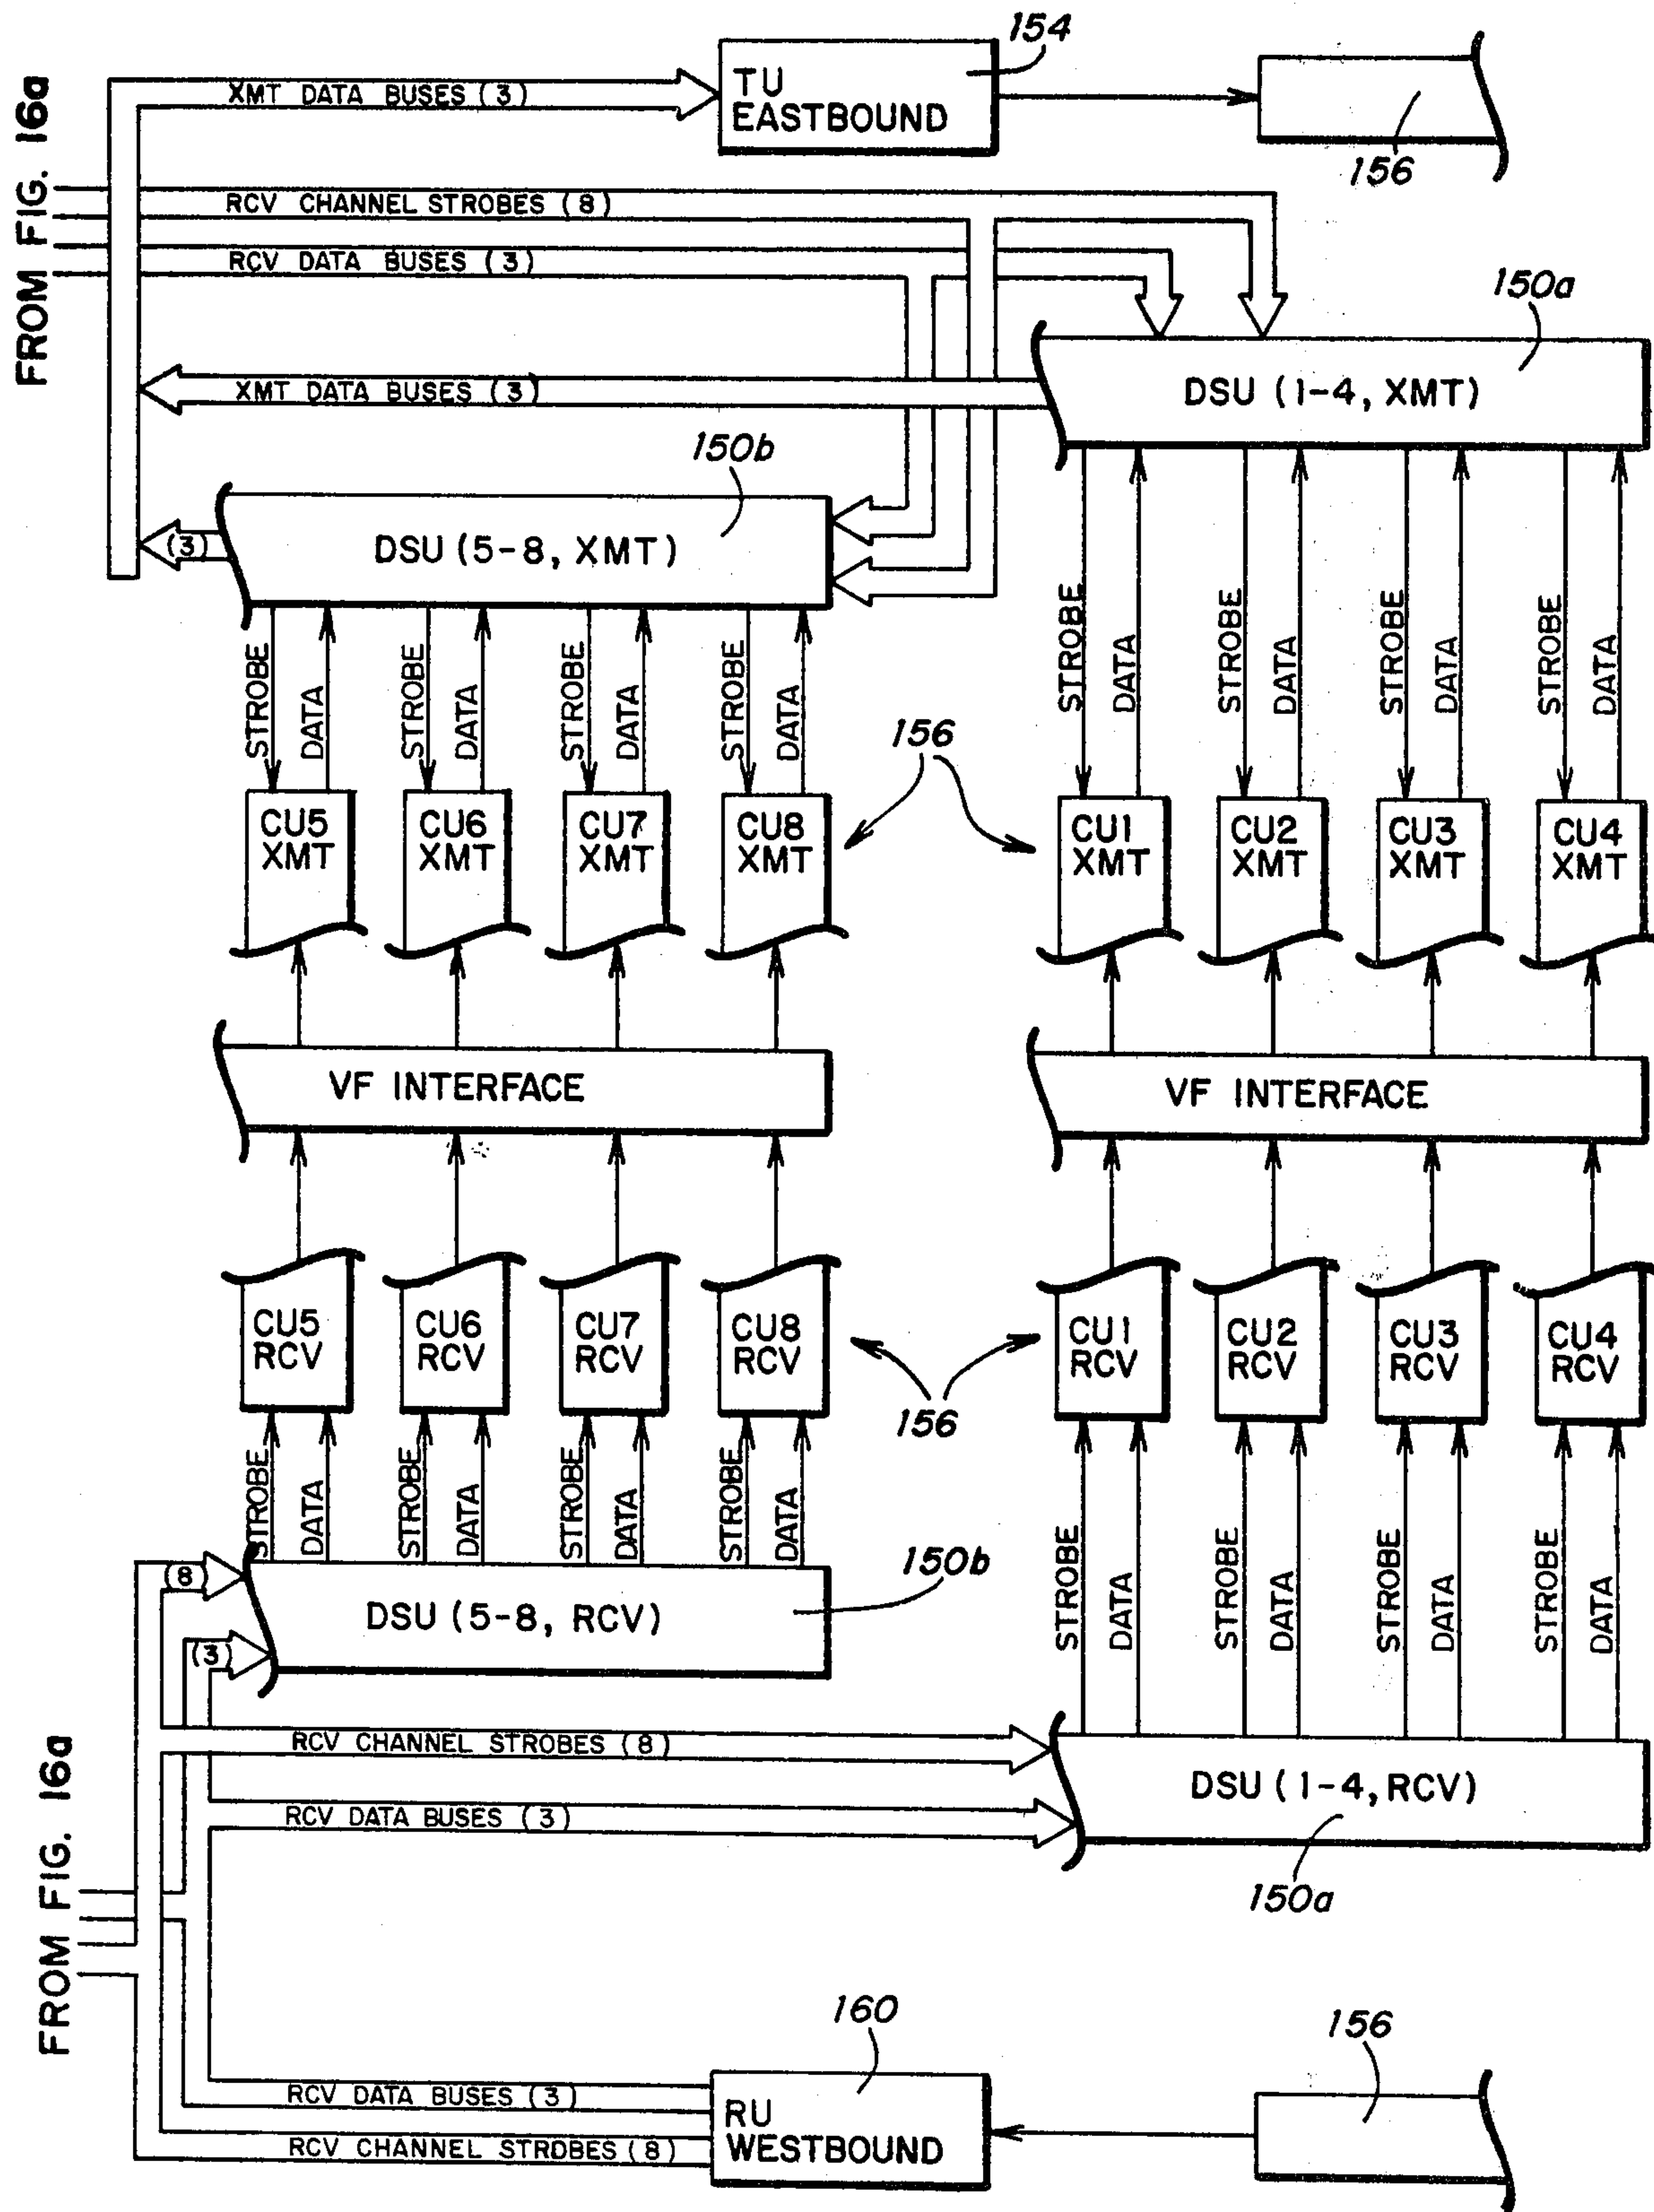 FROM FIG. 16a
XMT DATA BUSES (3)
TU
EASTBOUND
154
156
RCV CHANNEL STROBES (8)
RCV DATA BUSES (3)
150a
XMT DATA BUSES (3)
DSU (1-4, XMT)
150b
(3)
DSU (5-8, XMT)
STROBE
DATA
STROBE
DATA
STROBE
DATA
STROBE
DATA
STROBE
DATA
STROBE
DATA
STROBE
DATA
STROBE
DATA
156
CU5
XMT
CU6
XMT
CU7
XMT
CU8
XMT
CU1
XMT
CU2
XMT
CU3
XMT
CU4
XMT
VF INTERFACE
VF INTERFACE
CU5
RCV
CU6
RCV
CU7
RCV
CU8
RCV
CU1
RCV
CU2
RCV
CU3
RCV
CU4
RCV
156
STROBE
DATA
STROBE
DATA
STROBE
DATA
STROBE
DATA
STROBE
DATA
STROBE
DATA
STROBE
DATA
STROBE
DATA
(8)
150b
DSU (5-8, RCV)
(3)
RCV CHANNEL STROBES (8)
DSU (1-4, RCV)
RCV DATA BUSES (3)
150a
FROM FIG. 16a
160
156
RCV DATA BUSES (3)
RU
WESTBOUND
RCV CHANNEL STROBES (8)